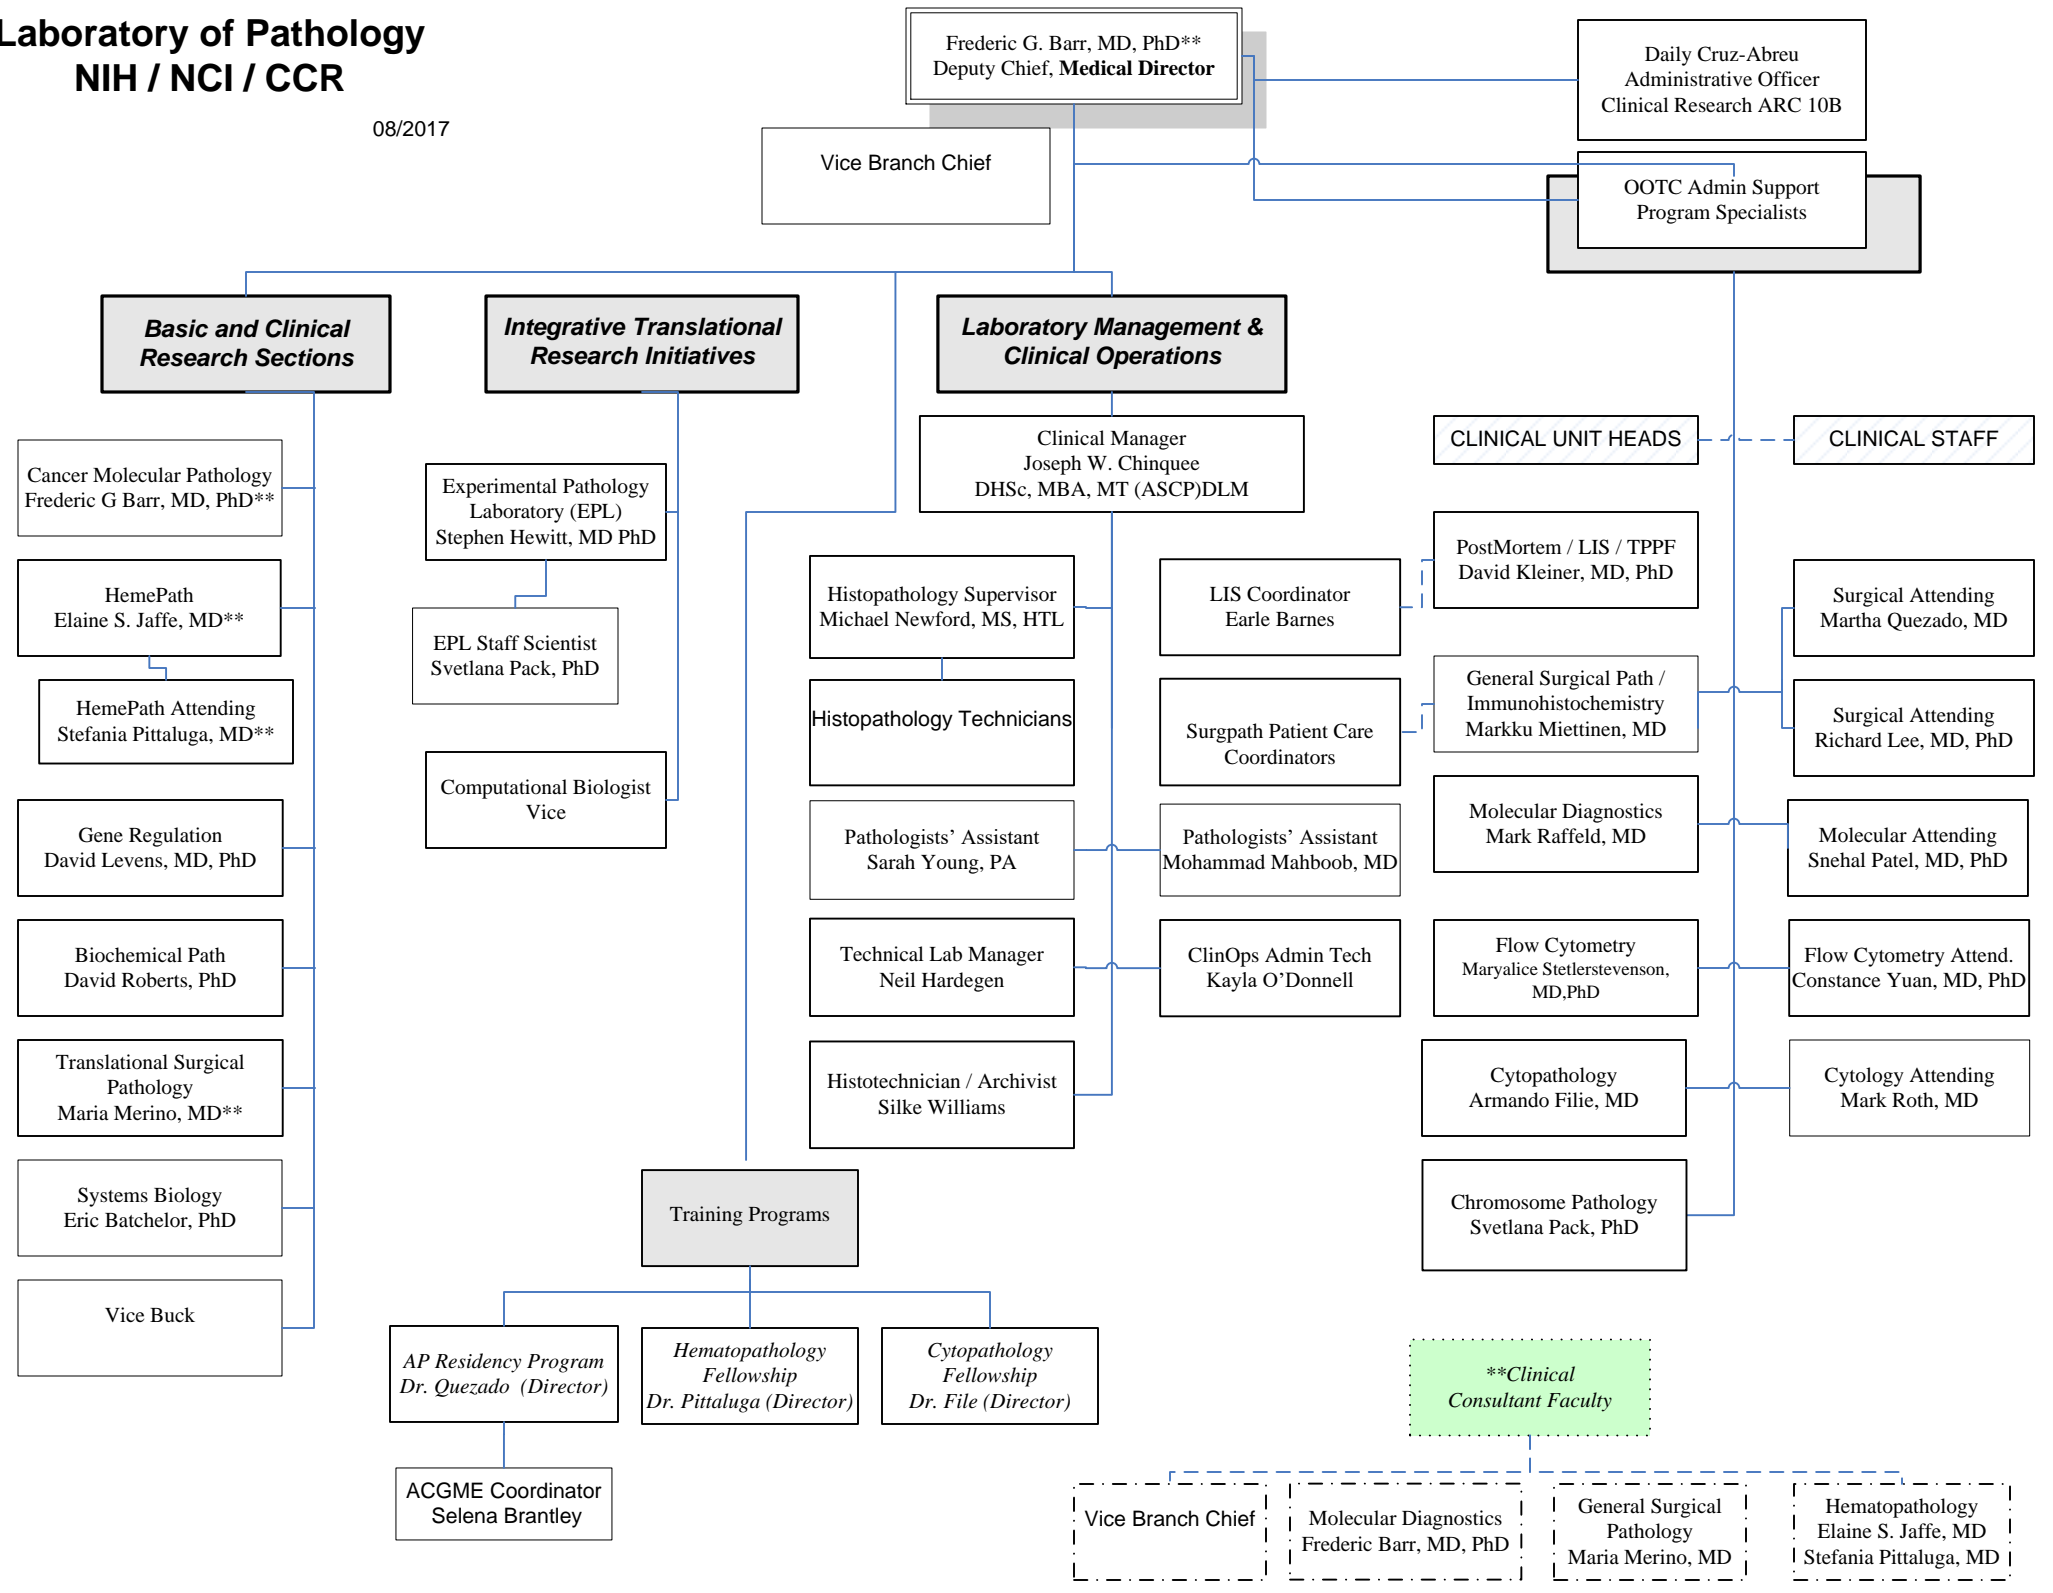 Laboratory of Pathology
NIH / NCI / CCR
08/2017
Frederic G. Barr, MD, PhD**
Deputy Chief, Medical Director
Daily Cruz-Abreu
Administrative Officer
Clinical Research ARC 10B
Vice Branch Chief
OOTC Admin Support
Program Specialists
Basic and Clinical
Research Sections
Integrative Translational
Research Initiatives
Laboratory Management &
Clinical Operations
Cancer Molecular Pathology
Frederic G Barr, MD, PhD**
HemePath
Elaine S. Jaffe, MD**
HemePath Attending
Stefania Pittaluga, MD**
Gene Regulation
David Levens, MD, PhD
Biochemical Path
David Roberts, PhD
Translational Surgical
Pathology
Maria Merino, MD**
Systems Biology
Eric Batchelor, PhD
Vice Buck
Experimental Pathology
Laboratory (EPL)
Stephen Hewitt, MD PhD
EPL Staff Scientist
Svetlana Pack, PhD
Computational Biologist
Vice
Clinical Manager
Joseph W. Chinquee
DHSc, MBA, MT (ASCP)DLM
Histopathology Supervisor
Michael Newford, MS, HTL
Histopathology Technicians
Pathologists’ Assistant
Sarah Young, PA
Technical Lab Manager
Neil Hardegen
Histotechnician / Archivist
Silke Williams
LIS Coordinator
Earle Barnes
Surgpath Patient Care
Coordinators
Pathologists’ Assistant
Mohammad Mahboob, MD
ClinOps Admin Tech
Kayla O’Donnell
CLINICAL UNIT HEADS
CLINICAL STAFF
PostMortem / LIS / TPPF
David Kleiner, MD, PhD
General Surgical Path /
Immunohistochemistry
Markku Miettinen, MD
Molecular Diagnostics
Mark Raffeld, MD
Flow Cytometry
Maryalice Stetlerstevenson,
MD,PhD
Cytopathology
Armando Filie, MD
Chromosome Pathology
Svetlana Pack, PhD
Surgical Attending
Martha Quezado, MD
Surgical Attending
Richard Lee, MD, PhD
Molecular Attending
Snehal Patel, MD, PhD
Flow Cytometry Attend.
Constance Yuan, MD, PhD
Cytology Attending
Mark Roth, MD
Training Programs
AP Residency Program
Dr. Quezado (Director)
Hematopathology
Fellowship
Dr. Pittaluga (Director)
Cytopathology
Fellowship
Dr. File (Director)
ACGME Coordinator
Selena Brantley
**Clinical
Consultant Faculty
Vice Branch Chief
Molecular Diagnostics
Frederic Barr, MD, PhD
General Surgical
Pathology
Maria Merino, MD
Hematopathology
Elaine S. Jaffe, MD
Stefania Pittaluga, MD